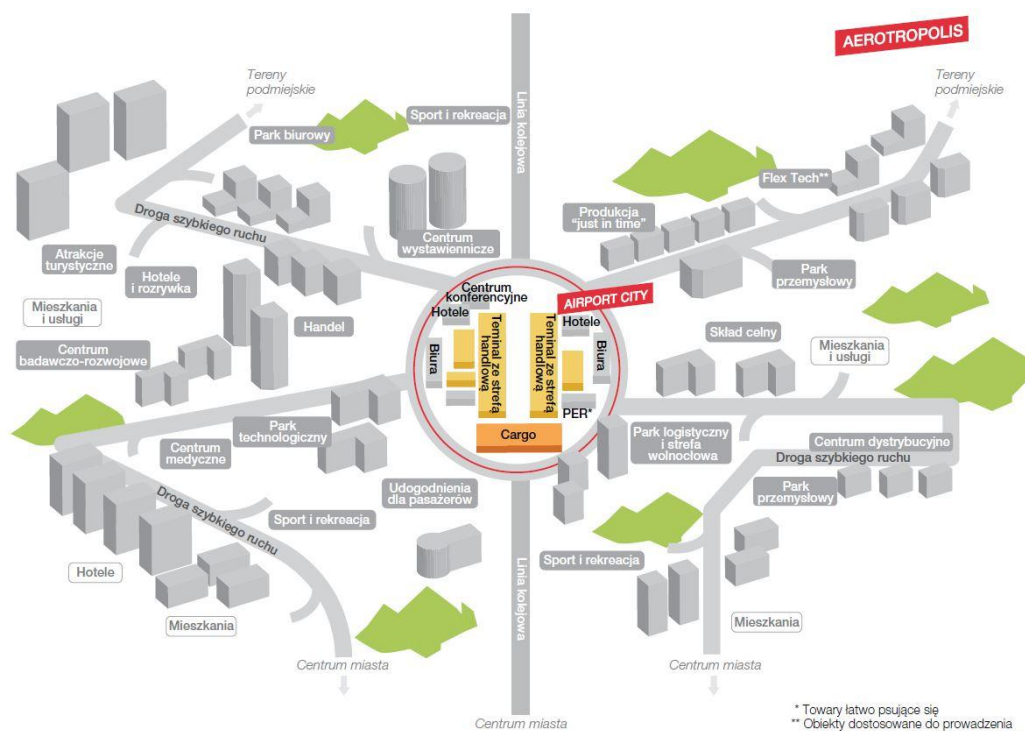 AEROTROPOLIS
Tereny
podmiejskie
Tereny
podmiejskie
Linia kolejowa
Sport i rekreacja
Park biurowy
Flex Tech**
Droga szybkiego ruchu
Produkcja
"just in time"
Centrum
wystawiennicze
Atrakcje
turystyczne
Hotele
i rozrywka
Park
przemysłowy
Mieszkania
i usługi
Handel
Centrum
badawczo-rozwojowe
AIRPORT CITY
Centrum
konferencyjne
Hotele
Hotele
Biura
Teminal ze strefą
handlową
Teminal ze strefą
handlową
Biura
PER*
Cargo
Skład celny
Mieszkania
i usługi
Park
technologiczny
Centrum
medyczne
Park logistyczny
i strefa
wolnocłowa
Centrum dystrybucyjne
Droga szybkiego ruchu
Park
przemysłowy
Udogodnienia
dla pasażerów
Droga szybkiego ruchu
Sport i rekreacja
Sport i rekreacja
Linia kolejowa
Hotele
Mieszkania
Mieszkania
Centrum miasta
Centrum miasta
Centrum miasta
* Towary łatwo psujące się
** Obiekty dostosowane do prowadzenia